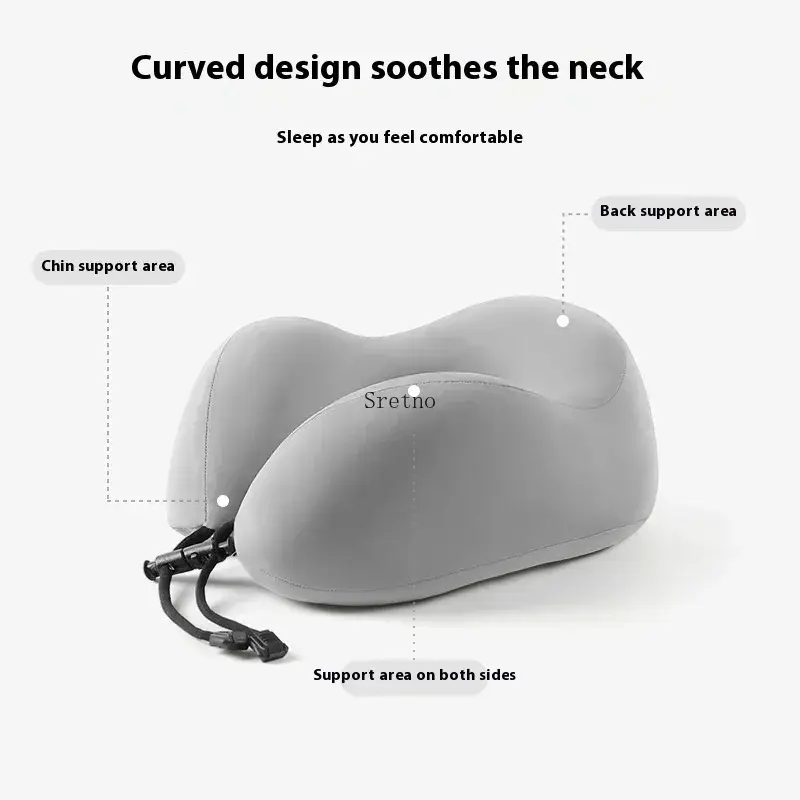 Curved design soothes the neck
Sleep as you feel comfortable
Back support area
Chin support area
Sretno
Support area on both sides